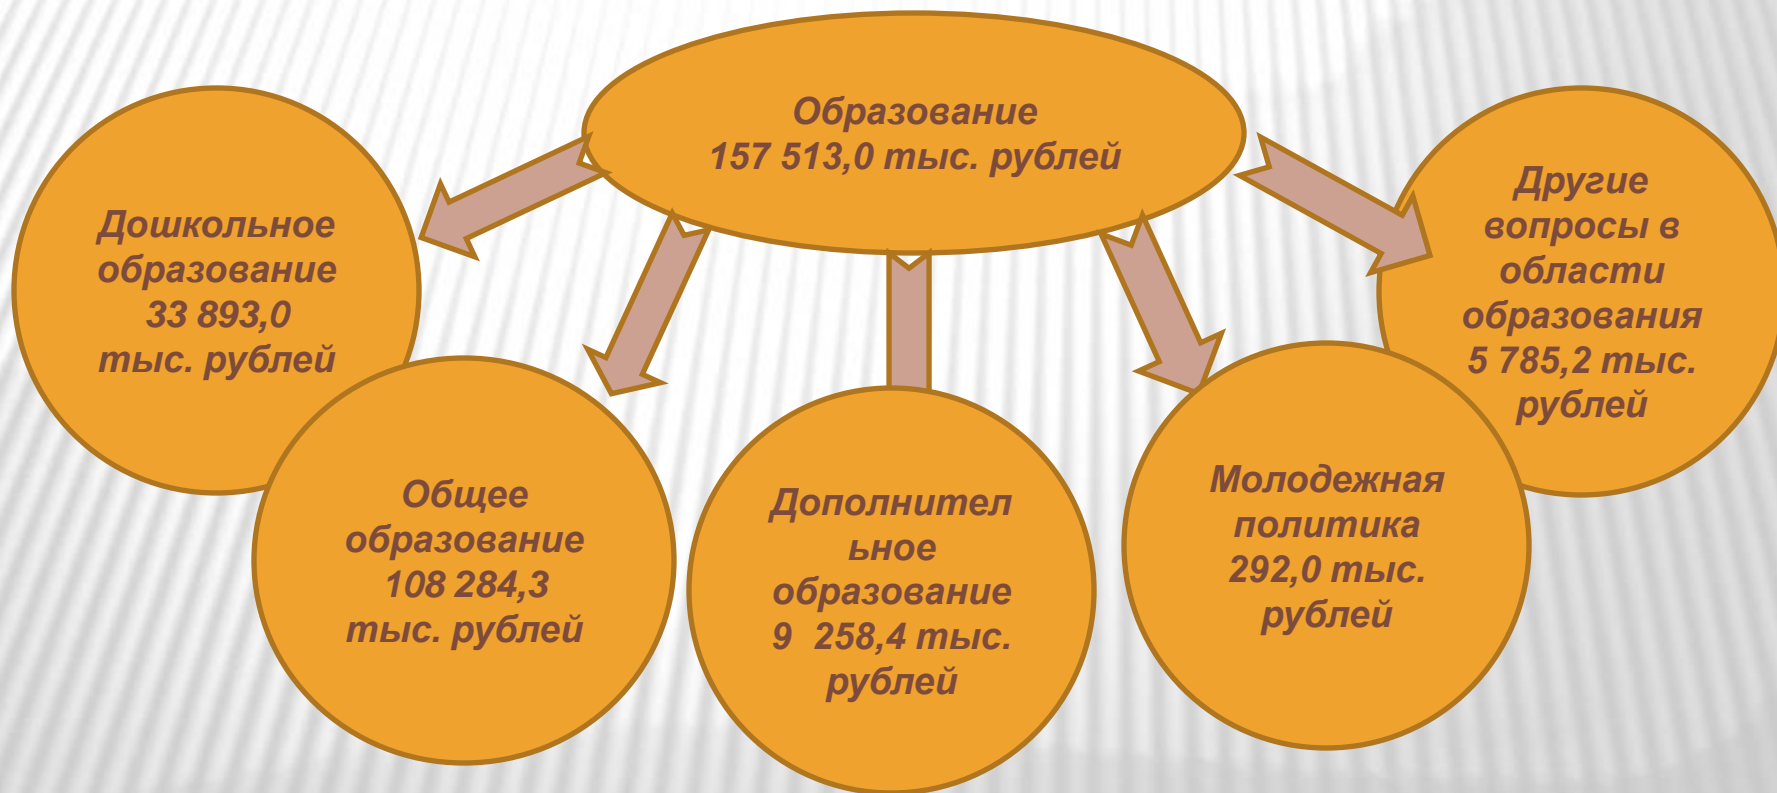 Образование
157 513,0 тыс. рублей
Дошкольное
образование
33 893,0
тыс. рублей
Общее
образование
108 284,3
тыс. рублей
Дополнител
ьное
образование
9 258,4 тыс.
рублей
Молодежная
политика
292,0 тыс.
рублей
Другие
вопросы в
области
образования
5 785,2 тыс.
рублей